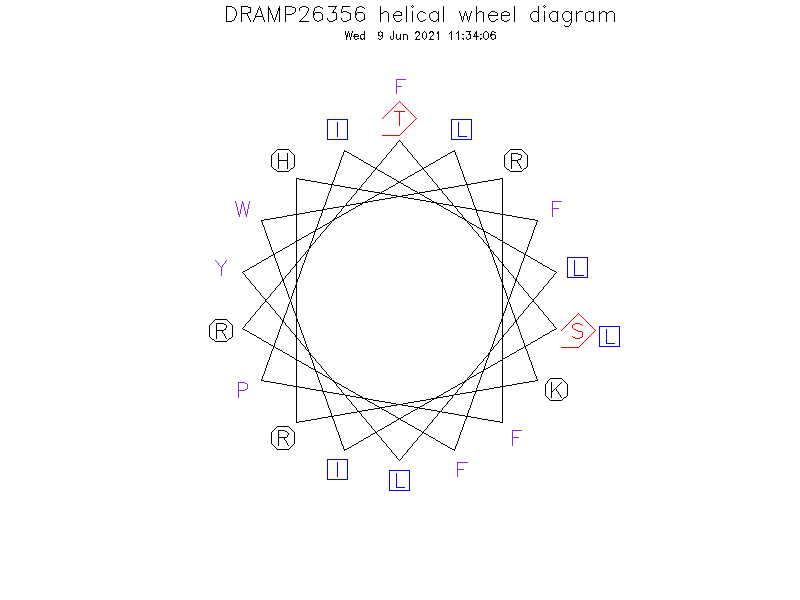 DRAMP26356 helical wheel diagram
Wed 9 Jun 2021 11:34:06
F
I T L
H R
W F
Y L
R S L
P K
R F
I F
L